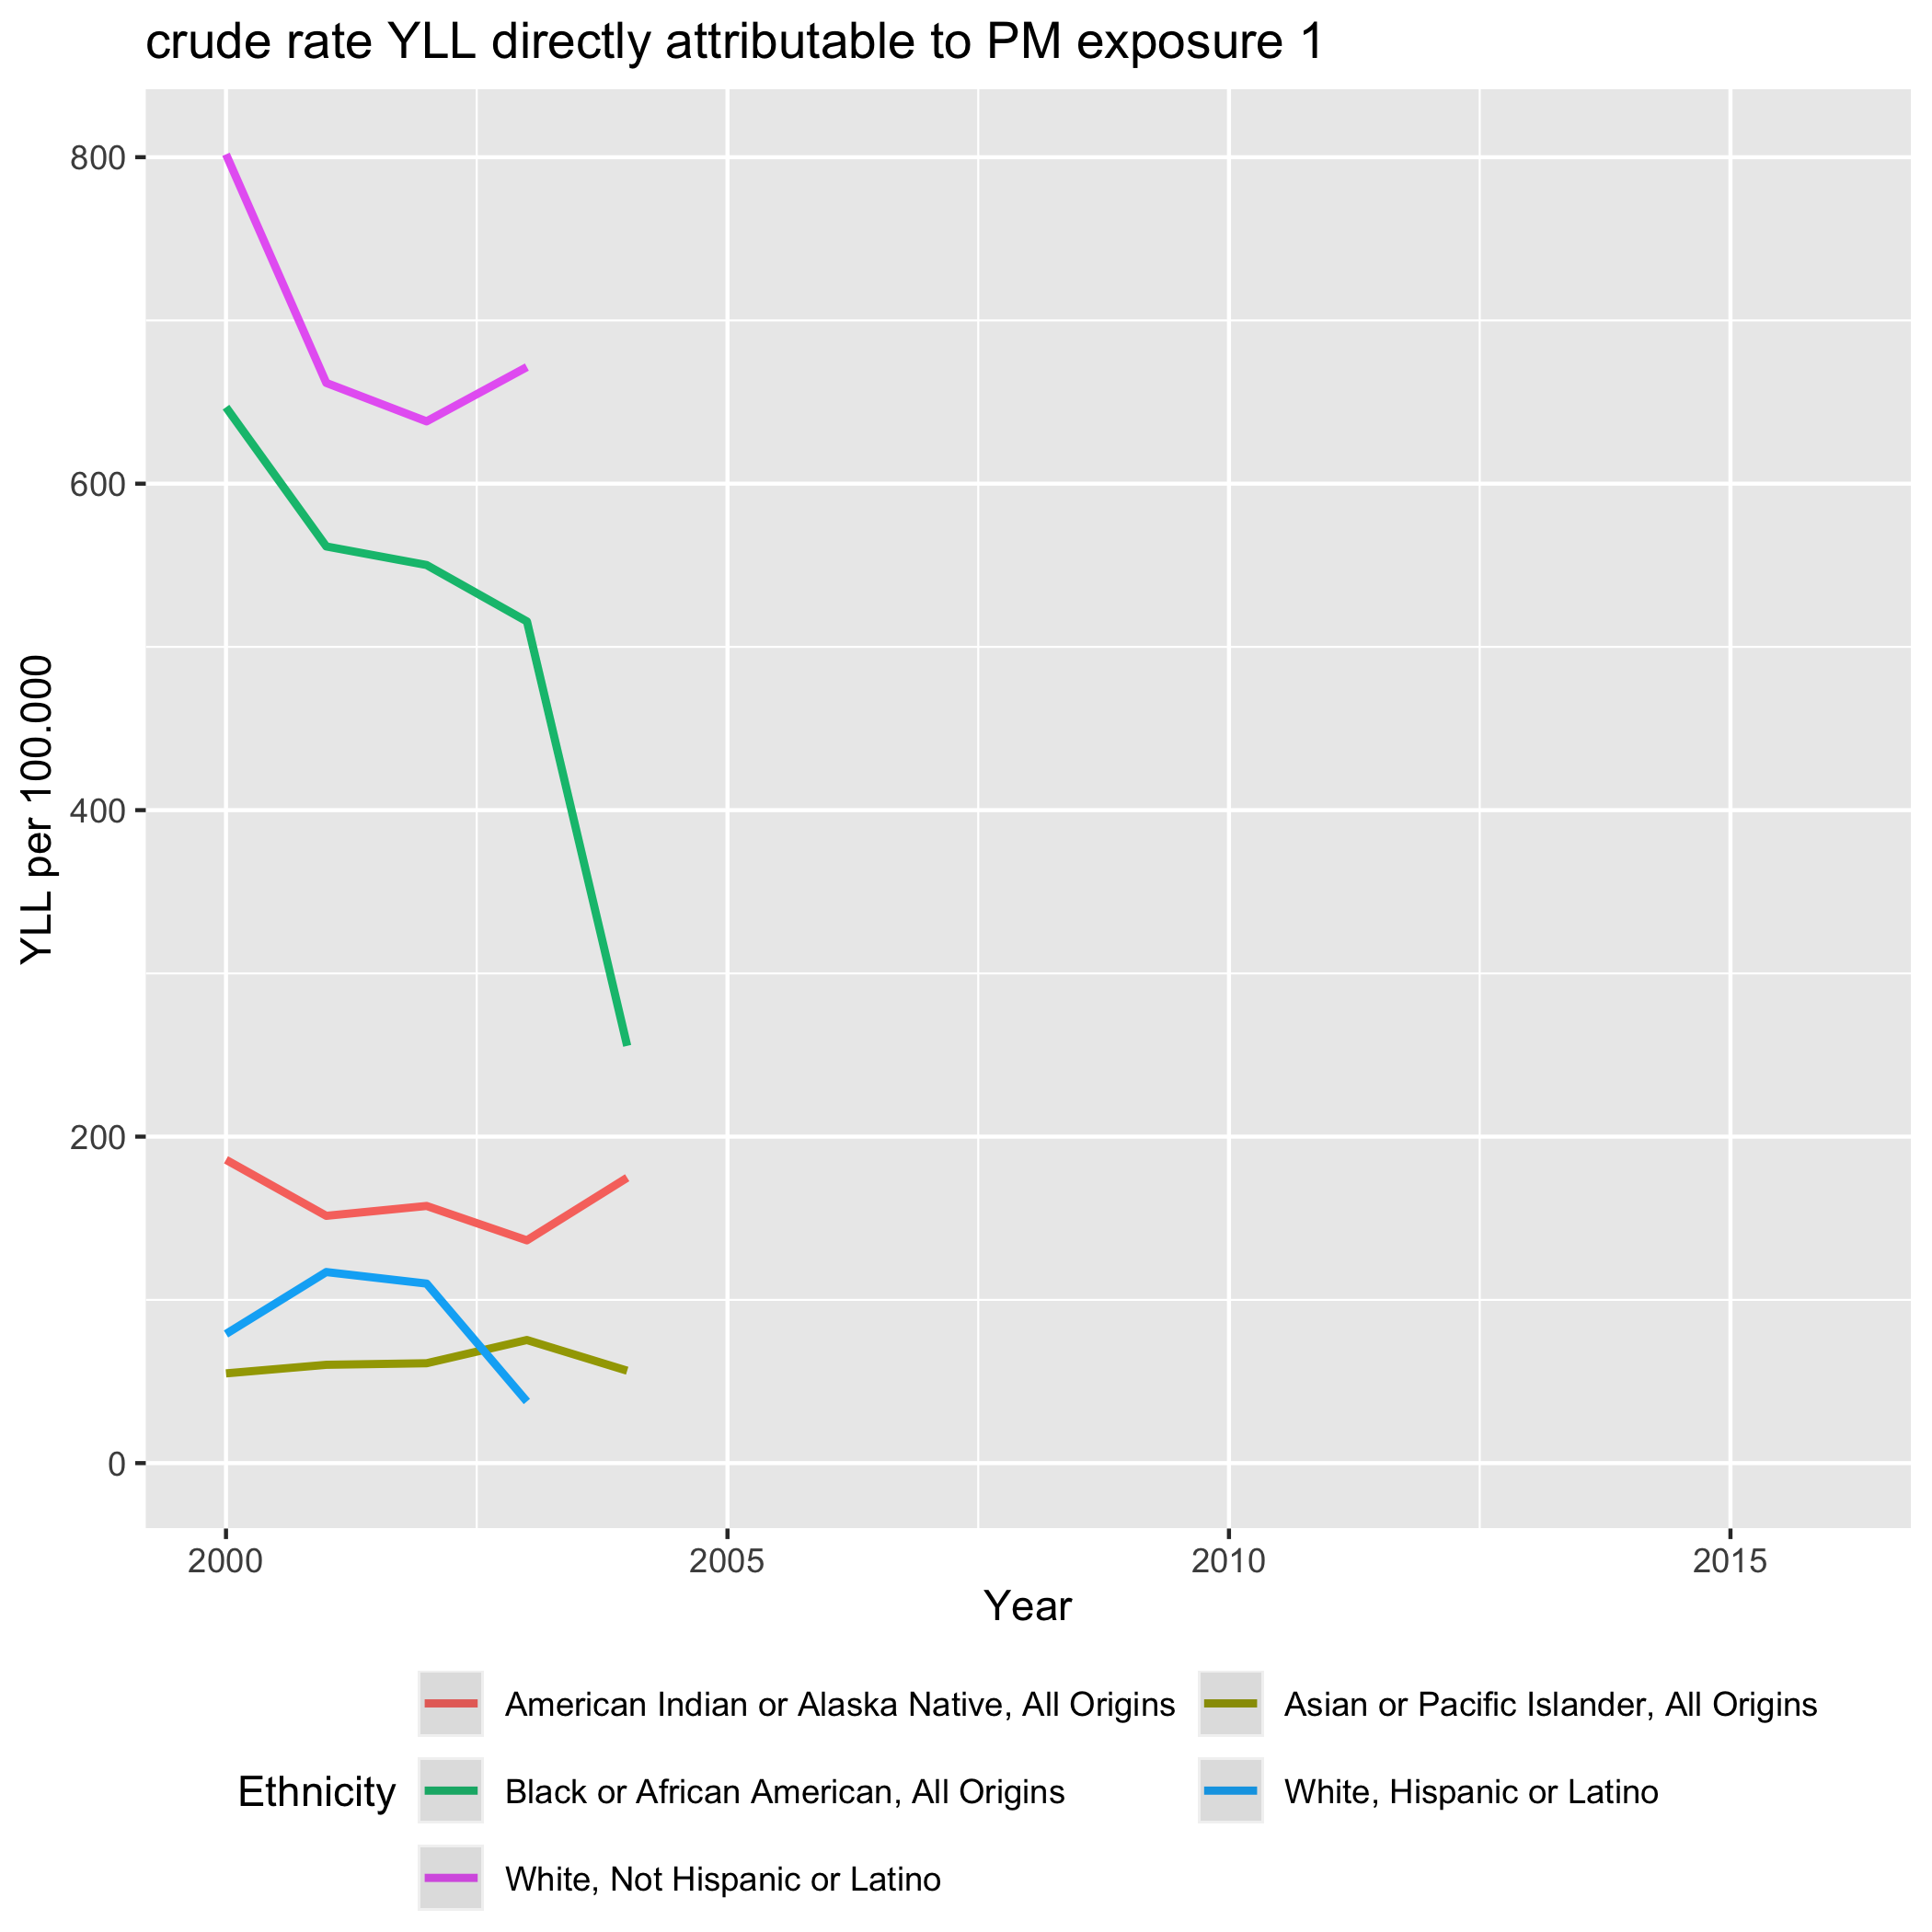 crude rate YLL directly attributable to PM exposure 1
YLL per 100.000
800
600
400
200
0
2000 2005 2010 2015
Year
Ethnicity
American Indian or Alaska Native, All Origins
Asian or Pacific Islander, All Origins
Black or African American, All Origins
White, Hispanic or Latino
White, Not Hispanic or Latino